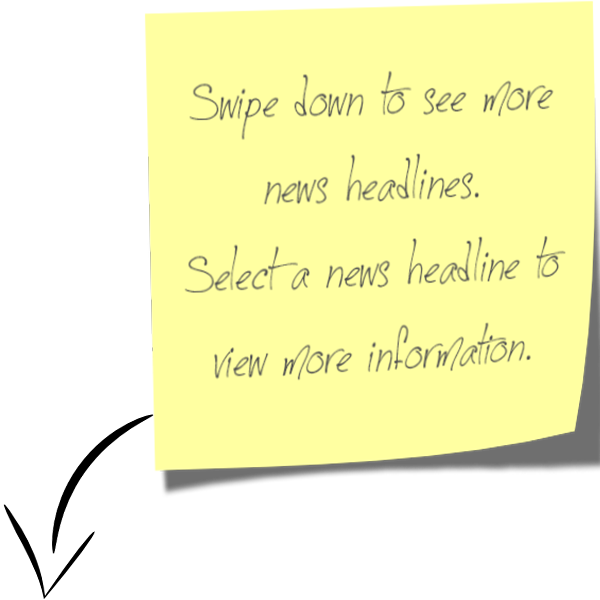 Swipe down to see more
news headlines.
Select a news headline to
view more information.